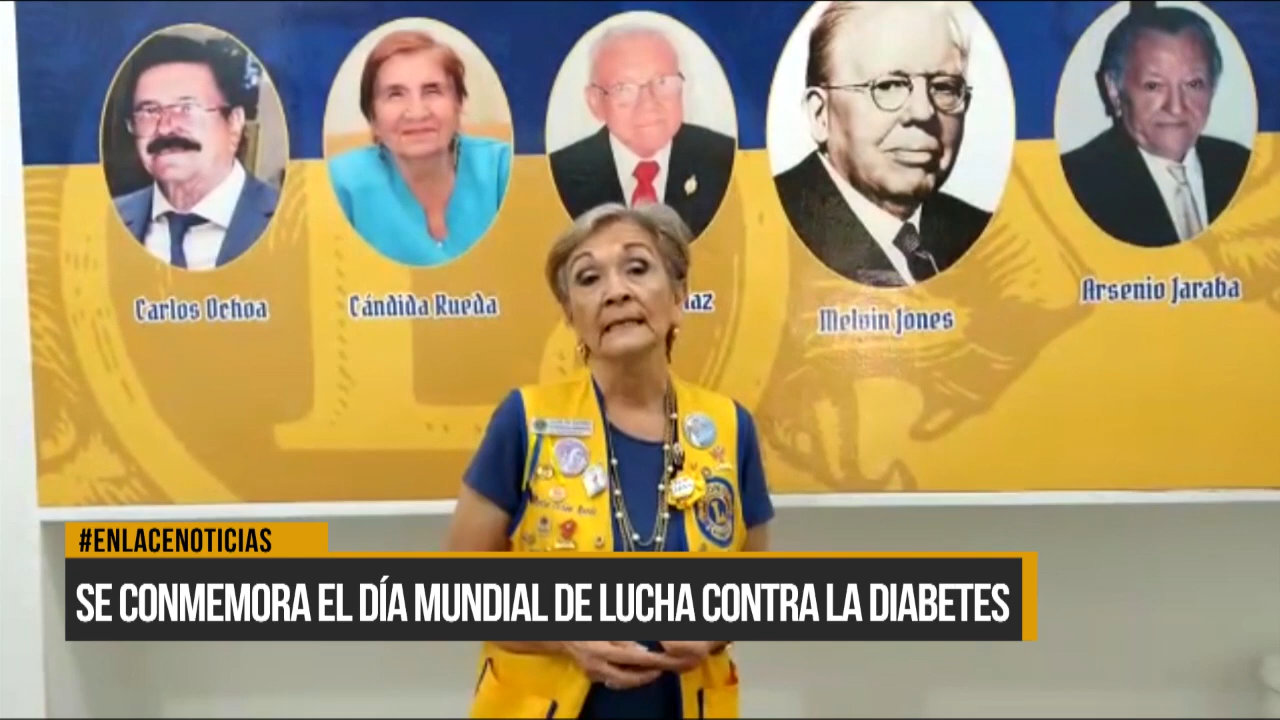 Carlos Ochoa
Cándida Rueda
Melvin Jones
Arsenio Jaraba
#ENLACENOTICIAS
SE CONMEMORA EL DÍA MUNDIAL DE LUCHA CONTRA LA DIABETES